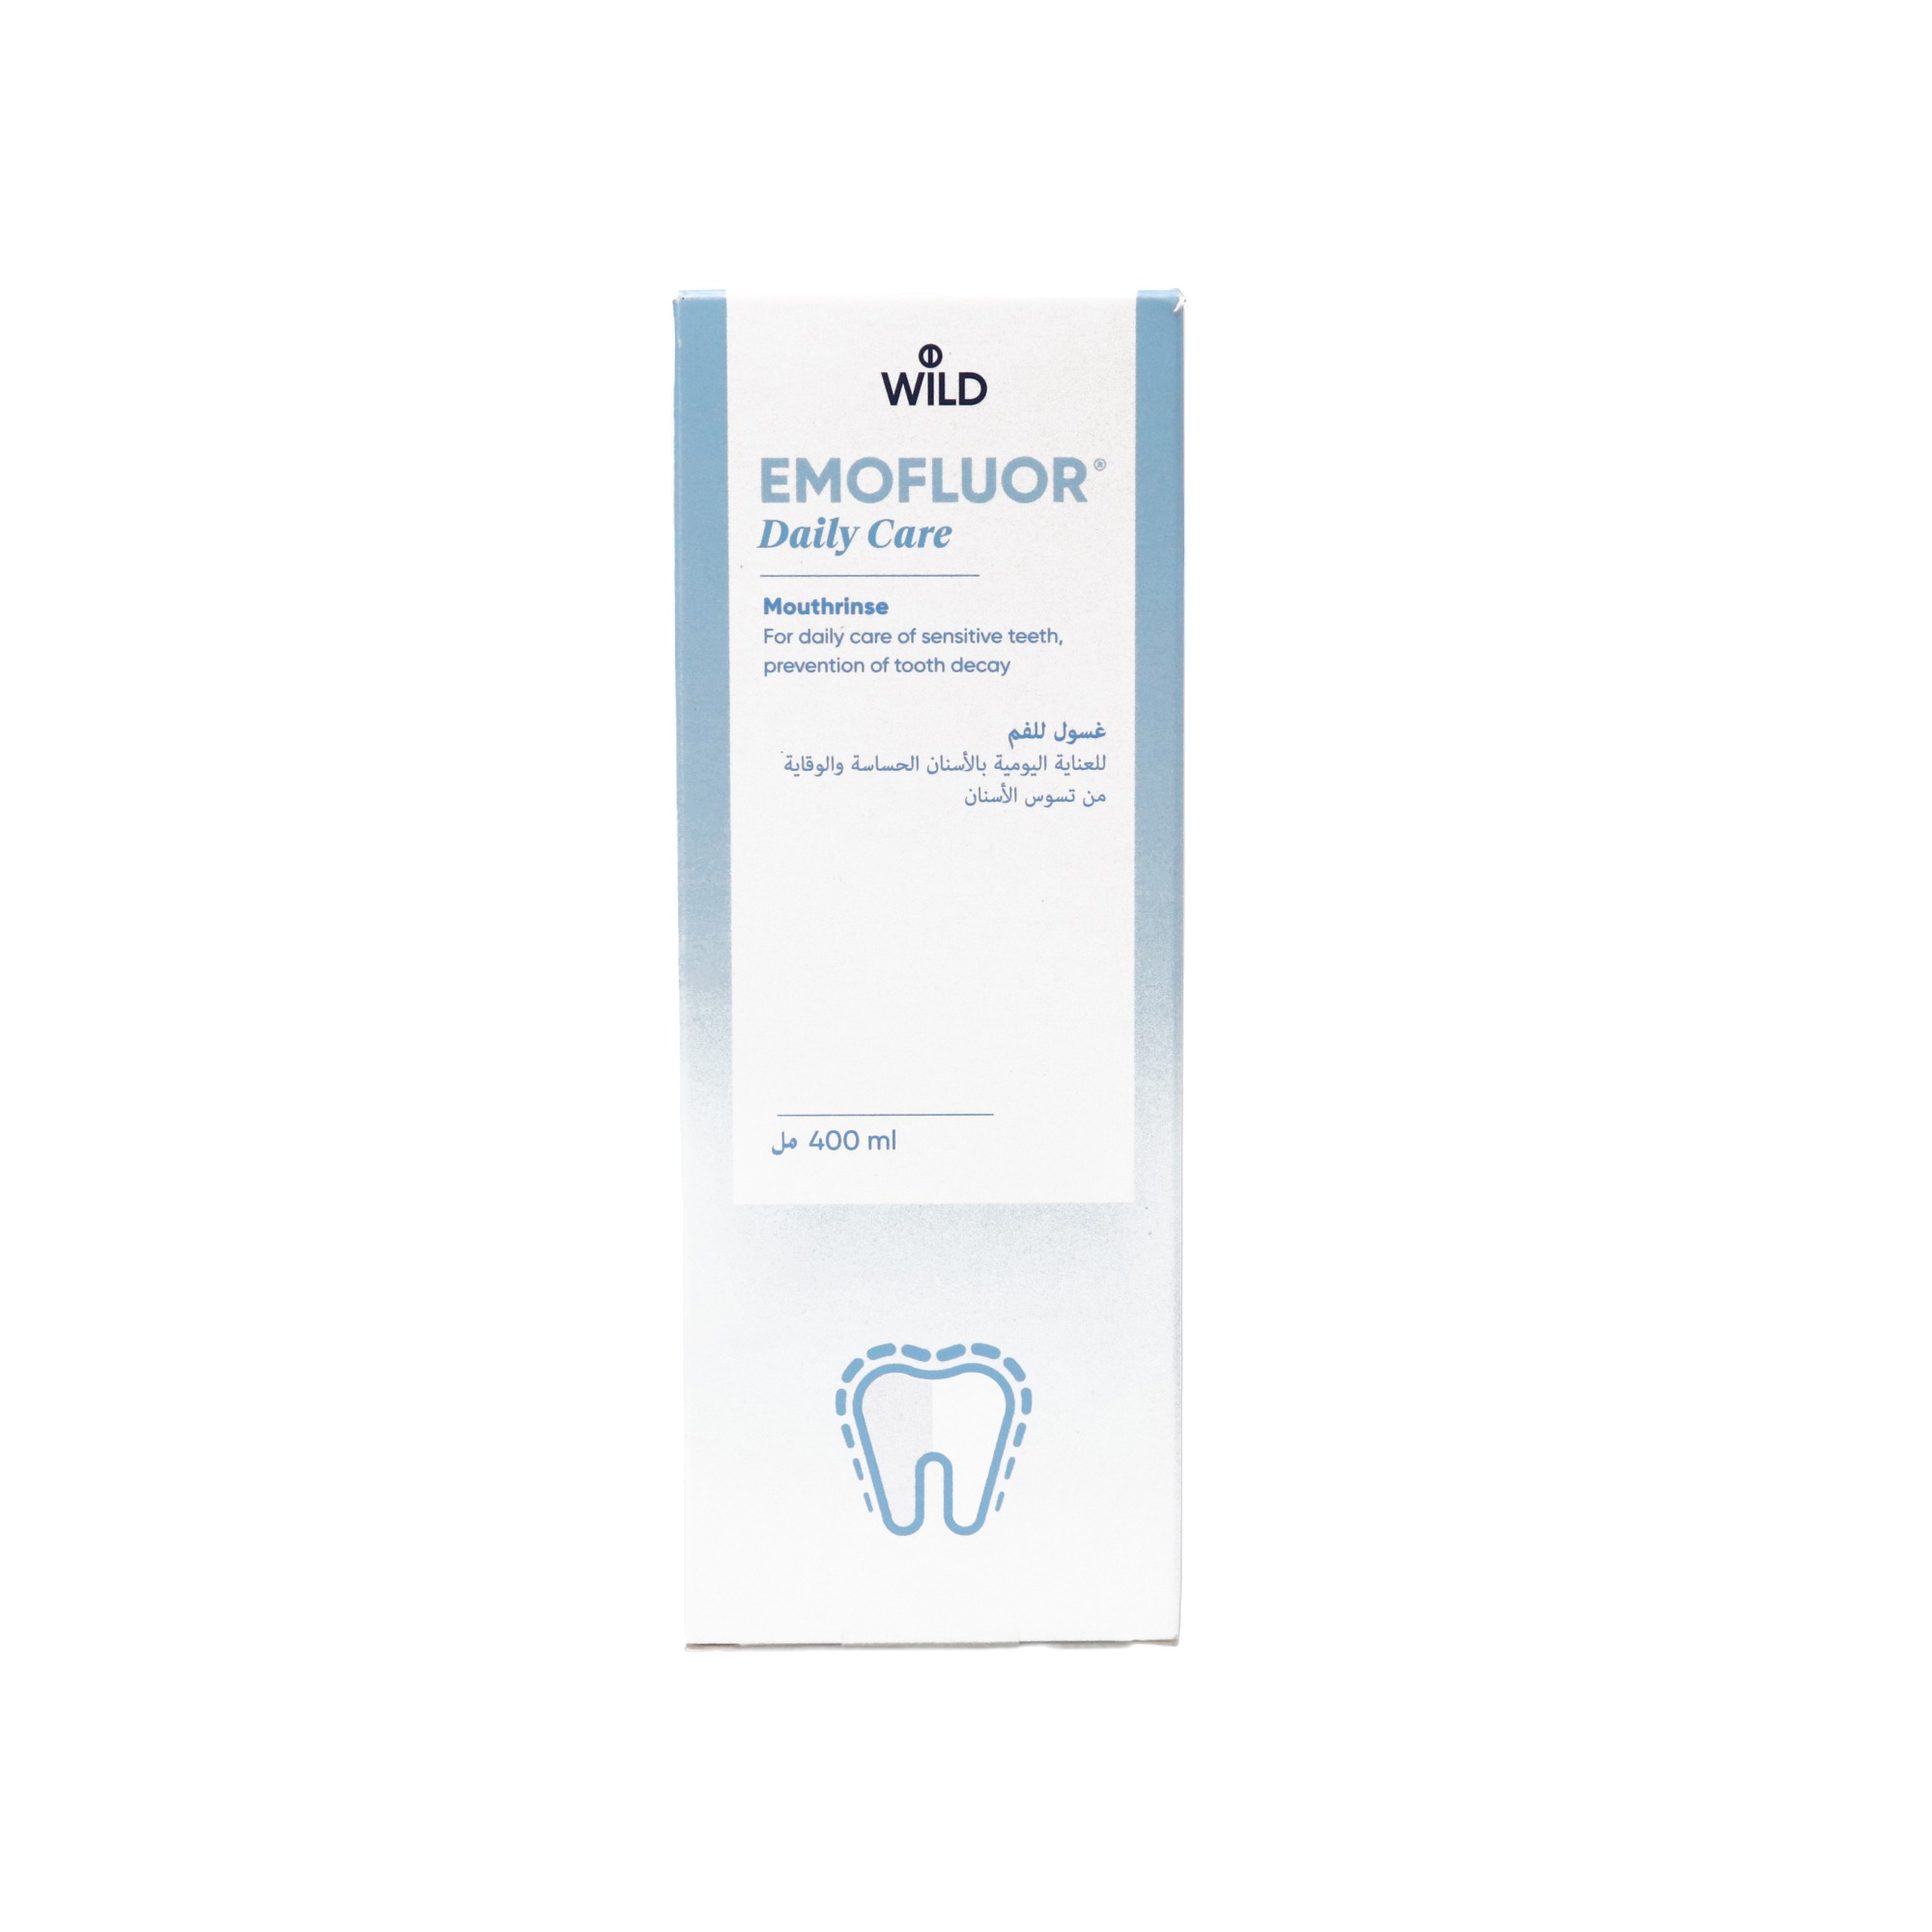 WILD
EMOFLUOR®
Daily Care
Mouthrinse
For daily care of sensitive teeth,
prevention of tooth decay
غسول للفم
للعناية اليومية بالأسنان الحساسة والوقاية
من تسوس الأسنان
400 ml مل